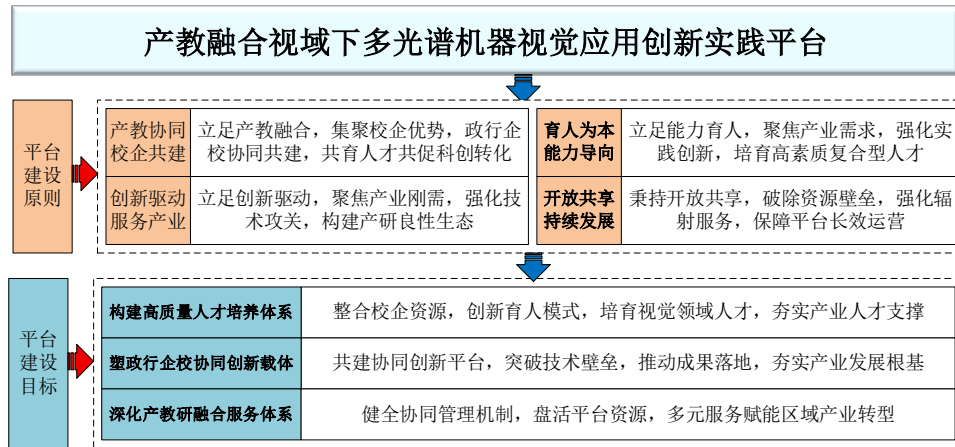 产教融合视域下多光谱机器视觉应用创新实践平台
平台
建设
原则
产教协同
校企共建
立足产教融合，集聚校企优势，政行企
校协同共建，共育人才共促科创转化
育人为本
能力导向
立足能力育人，聚焦产业需求，强化实
践创新，培育高素质复合型人才
创新驱动
服务产业
立足创新驱动，聚焦产业刚需，强化技
术攻关，构建产研良性生态
开放共享
持续发展
秉持开放共享，破除资源壁垒，强化辐
射服务，保障平台长效运营
平台
建设
目标
构建高质量人才培养体系
整合校企资源，创新育人模式，培育视觉领域人才，夯实产业人才支撑
塑政行企校协同创新载体
共建协同创新平台，突破技术壁垒，推动成果落地，夯实产业发展根基
深化产教研融合服务体系
健全协同管理机制，盘活平台资源，多元服务赋能区域产业转型